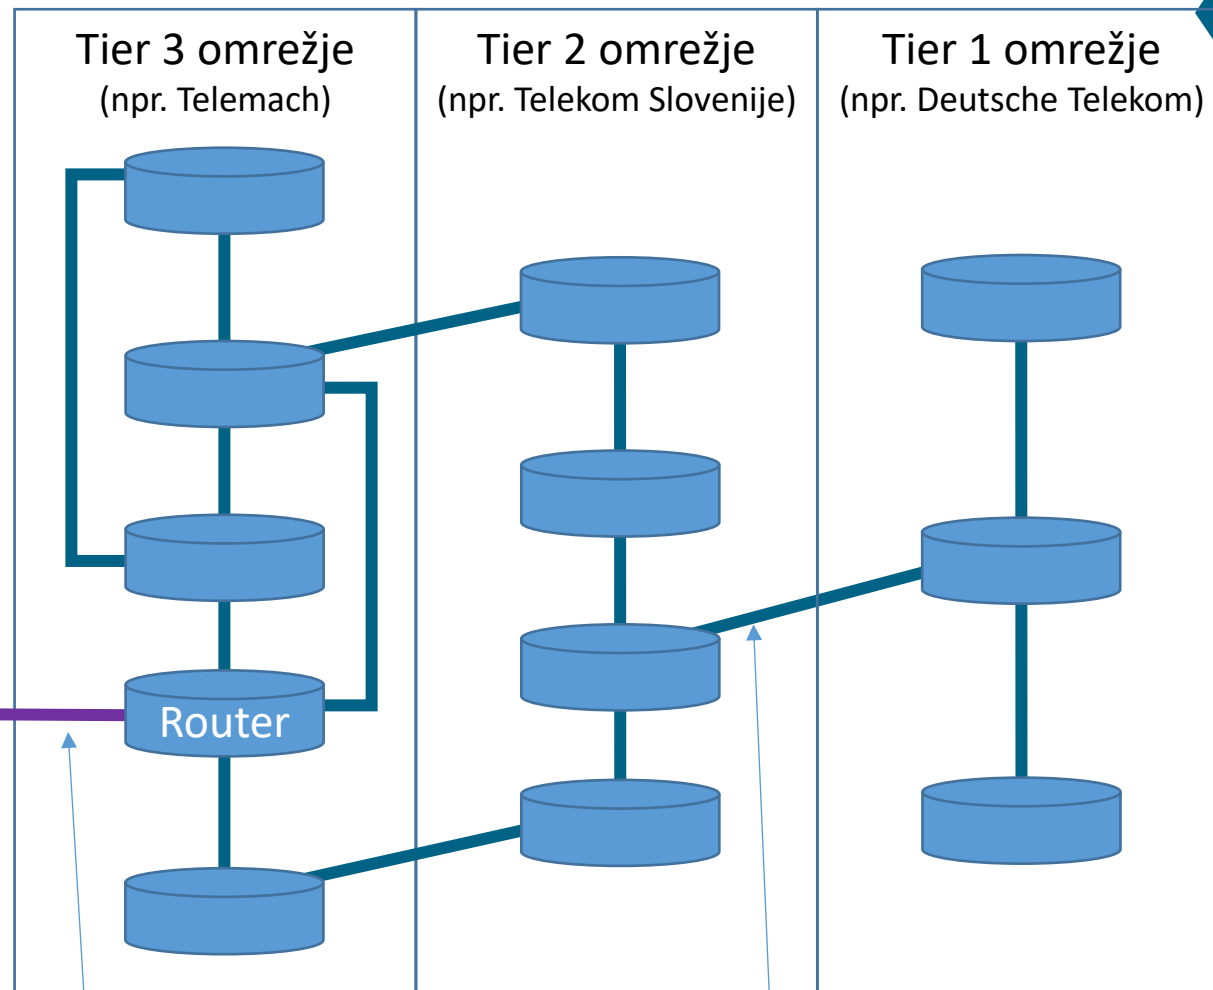 Tier 3 omrežje
(npr. Telemach)
Tier 2 omrežje
(npr. Telekom Slovenije)
Tier 1 omrežje
(npr. Deutsche Telekom)
Router